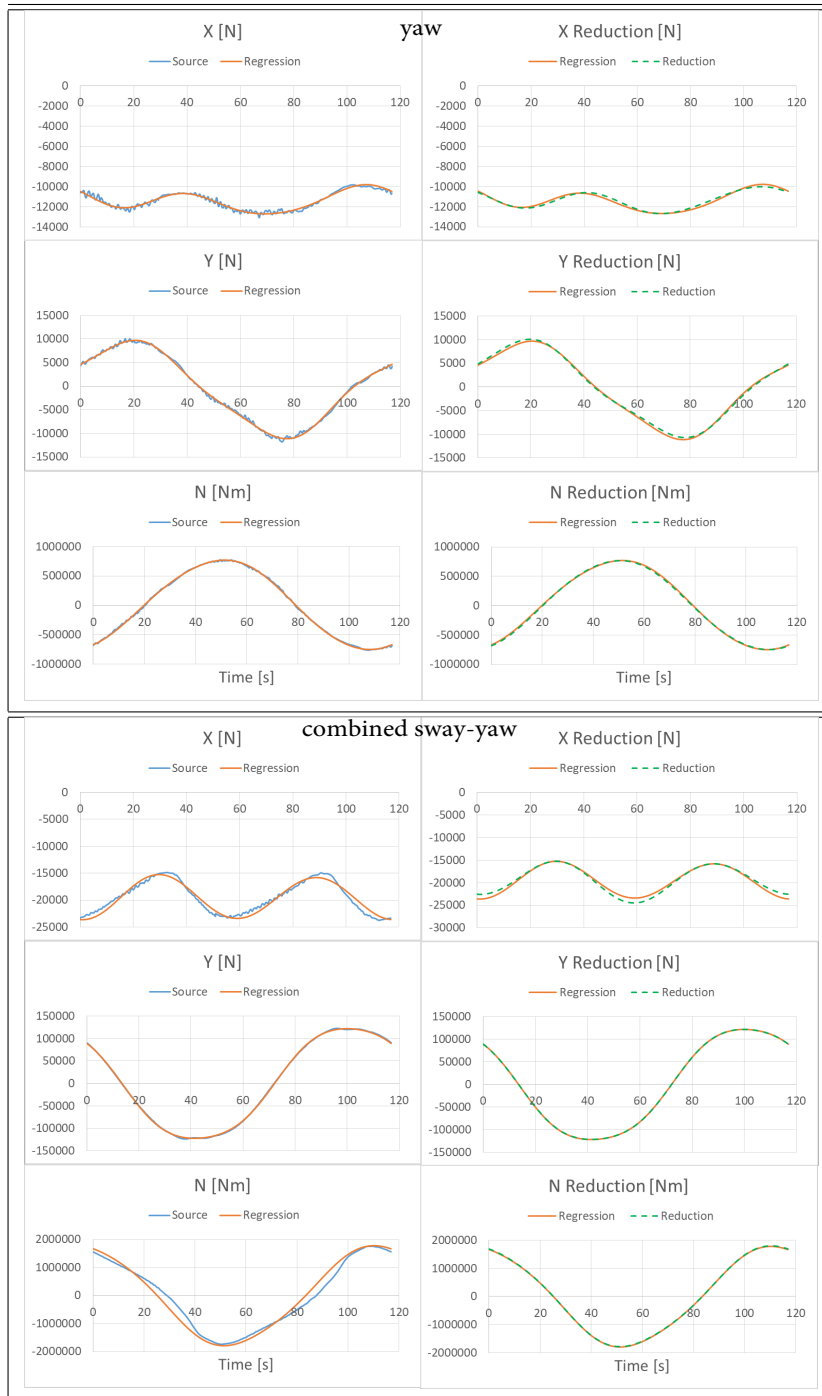 yaw
X [N]
Source Regression
0
-2000
-4000
-6000
-8000
-10000
-12000
-14000
0 20 40 60 80 100 120
X Reduction [N]
Regression Reduction
0
-2000
-4000
-6000
-8000
-10000
-12000
-14000
0 20 40 60 80 100 120
Y [N]
Source Regression
15000
10000
5000
0
-5000
-10000
-15000
0 20 40 60 80 100 120
Y Reduction [N]
Regression Reduction
15000
10000
5000
0
-5000
-10000
-15000
0 20 40 60 80 100 120
N [Nm]
Source Regression
1000000
500000
0
-500000
-1000000
0 20 40 60 80 100 120
Time [s]
N Reduction [Nm]
Regression Reduction
1000000
500000
0
-500000
-1000000
0 20 40 60 80 100 120
Time [s]
combined sway-yaw
X [N]
Source Regression
0
-5000
-10000
-15000
-20000
-25000
0 20 40 60 80 100 120
X Reduction [N]
Regression Reduction
0
-5000
-10000
-15000
-20000
-25000
-30000
0 20 40 60 80 100 120
Y [N]
Source Regression
150000
100000
50000
0
-50000
-100000
-150000
0 20 40 60 80 100 120
Y Reduction [N]
Regression Reduction
150000
100000
50000
0
-50000
-100000
-150000
0 20 40 60 80 100 120
N [Nm]
Source Regression
2000000
1000000
0
-1000000
-2000000
0 20 40 60 80 100 120
Time [s]
N Reduction [Nm]
Regression Reduction
2000000
1000000
0
-1000000
-2000000
0 20 40 60 80 100 120
Time [s]